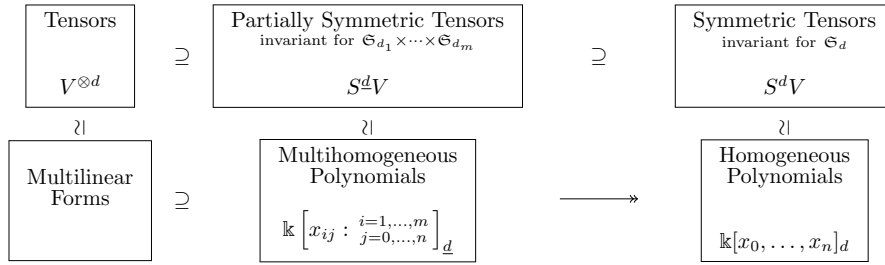 Tensors
V^{⊗d}
⊇
Partially Symmetric Tensors
invariant for 𝔖_{d_1}×⋯×𝔖_{d_m}
S^{\underline{d}}V
⊇
Symmetric Tensors
invariant for 𝔖_d
S^dV
≀|
≀|
≀|
Multilinear
Forms
⊇
Multihomogeneous
Polynomials
𝕜[x_{ij} : i=1,…,m j=0,…,n]_{\underline{d}}
↠
Homogeneous
Polynomials
𝕜[x_0, …, x_n]_d